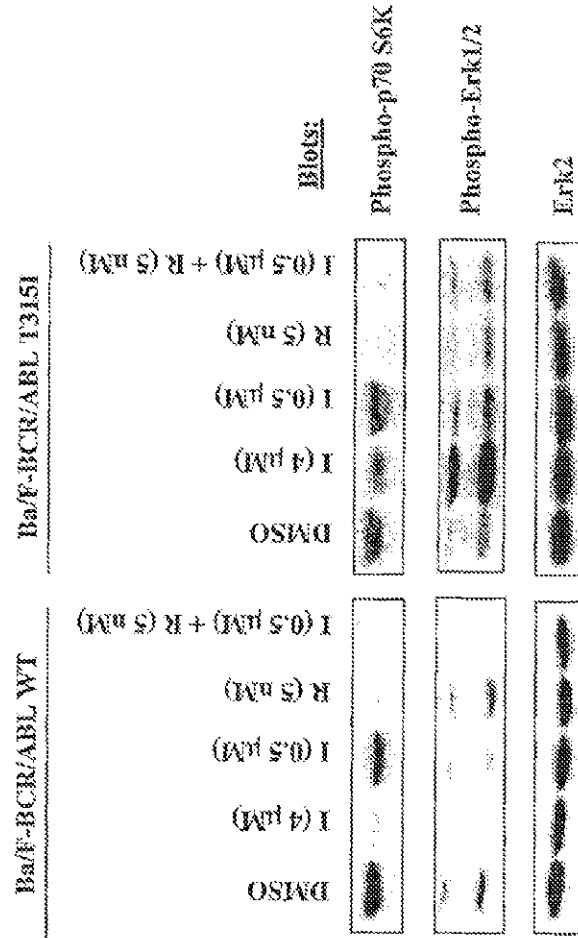 Ba/F-BCR/ABL WT
Ba/F-BCR/ABL T315I
DMSO
I (4 µM)
I (0.5 µM)
R (5 nM)
I (0.5 µM) + R (5 nM)
DMSO
I (4 µM)
I (0.5 µM)
R (5 nM)
I (0.5 µM) + R (5 nM)
Blots:
Phospho-p70 S6K
Phospho-Erk1/2
Erk2